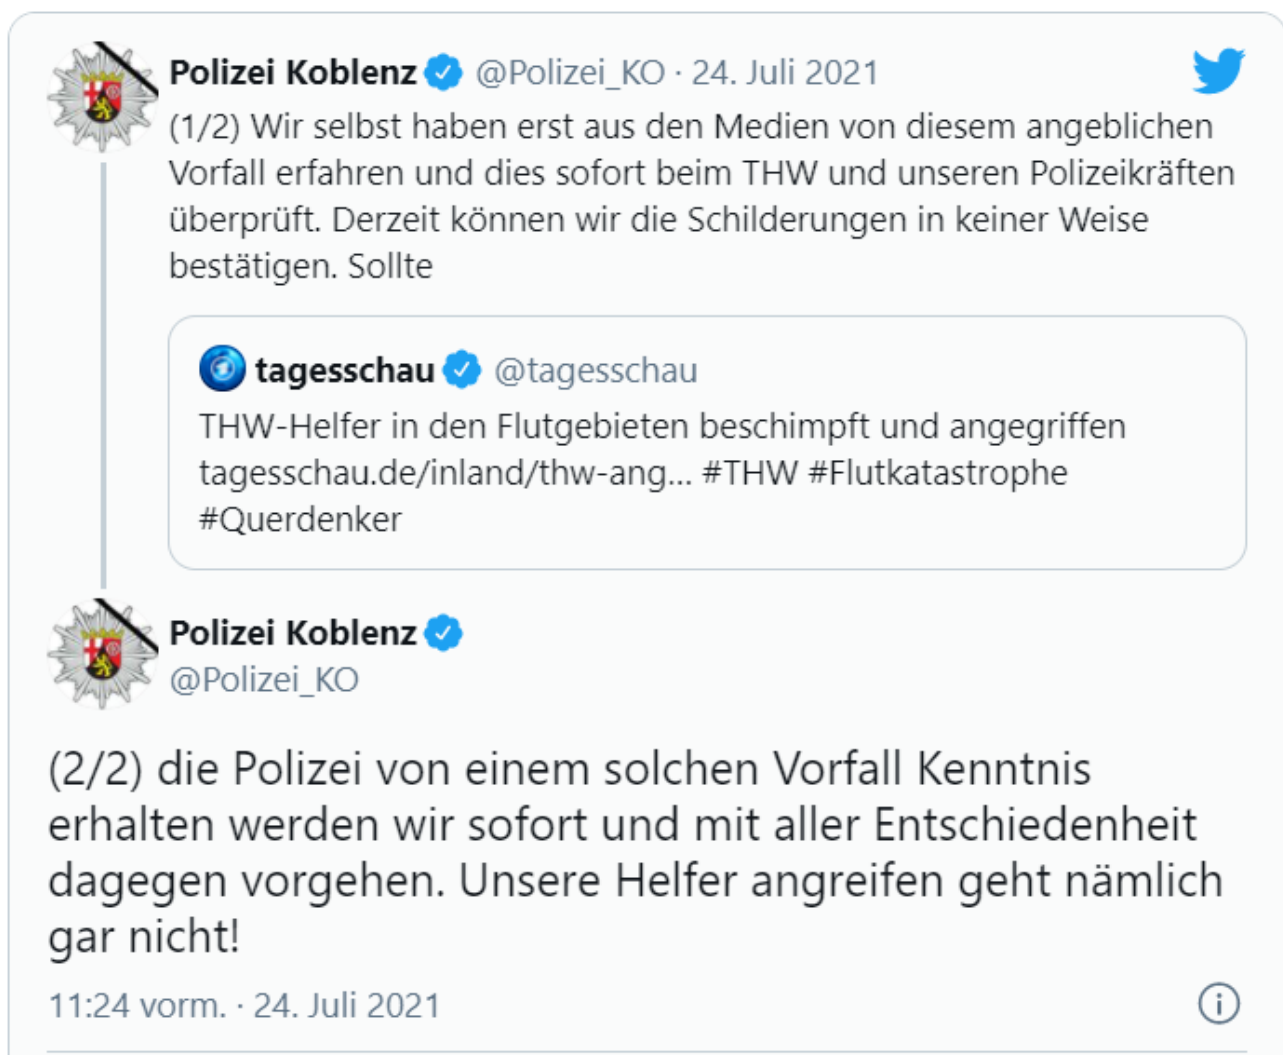 Polizei Koblenz @Polizei_KO · 24. Juli 2021
(1/2) Wir selbst haben erst aus den Medien von diesem angeblichen
Vorfall erfahren und dies sofort beim THW und unseren Polizeikräften
überprüft. Derzeit können wir die Schilderungen in keiner Weise
bestätigen. Sollte
tagesschau @tagesschau
THW-Helfer in den Flutgebieten beschimpft und angegriffen
tagesschau.de/inland/thw-ang... #THW #Flutkatastrophe
#Querdenker
Polizei Koblenz
@Polizei_KO
(2/2) die Polizei von einem solchen Vorfall Kenntnis
erhalten werden wir sofort und mit aller Entschiedenheit
dagegen vorgehen. Unsere Helfer angreifen geht nämlich
gar nicht!
11:24 vorm. · 24. Juli 2021